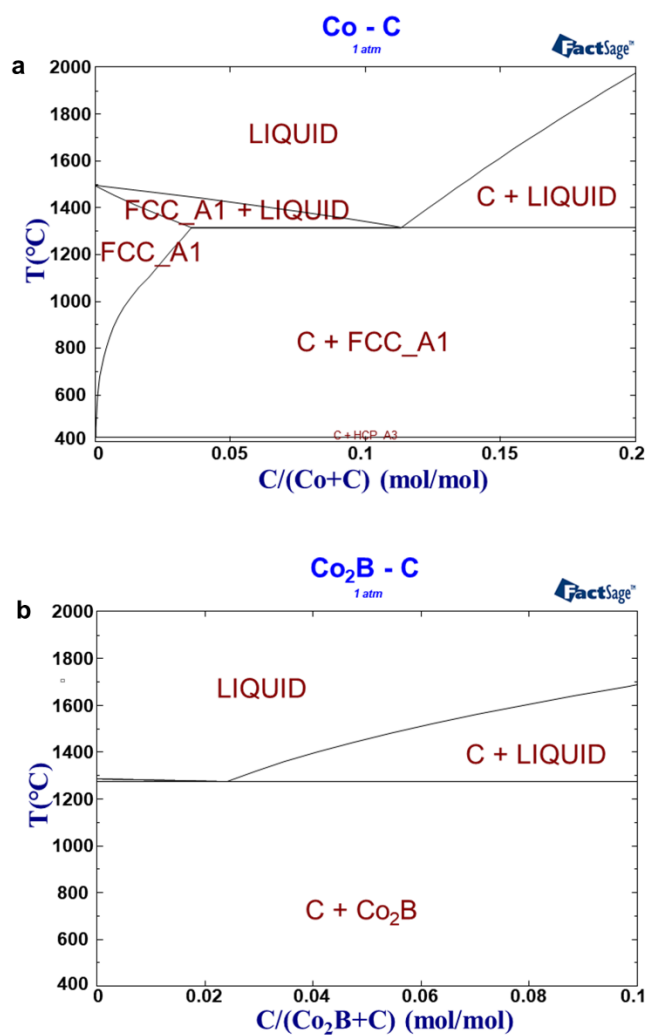 Co - C
1 atm
FactSage™
a
2000
1800
1600
1400
1200
1000
800
600
400
T(°C)
LIQUID
FCC_A1 + LIQUID
C + LIQUID
FCC_A1
C + FCC_A1
C + HCP_A3
0
0.05
0.1
0.15
0.2
C/(Co+C) (mol/mol)
Co₂B - C
1 atm
FactSage™
b
2000
1800
1600
1400
1200
1000
800
600
400
T(°C)
LIQUID
C + LIQUID
C + Co₂B
0
0.02
0.04
0.06
0.08
0.1
C/(Co₂B+C) (mol/mol)